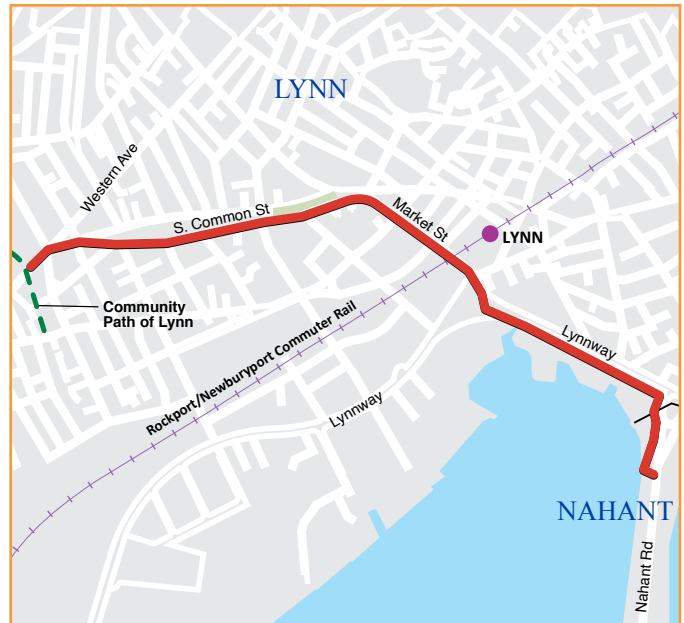 LYNN
Western Ave
S. Common St
Market St
LYNN
Community
Path of Lynn
Rockport/Newburyport Commuter Rail
Lynnway
Lynnway
NAHANT
Nahant Rd